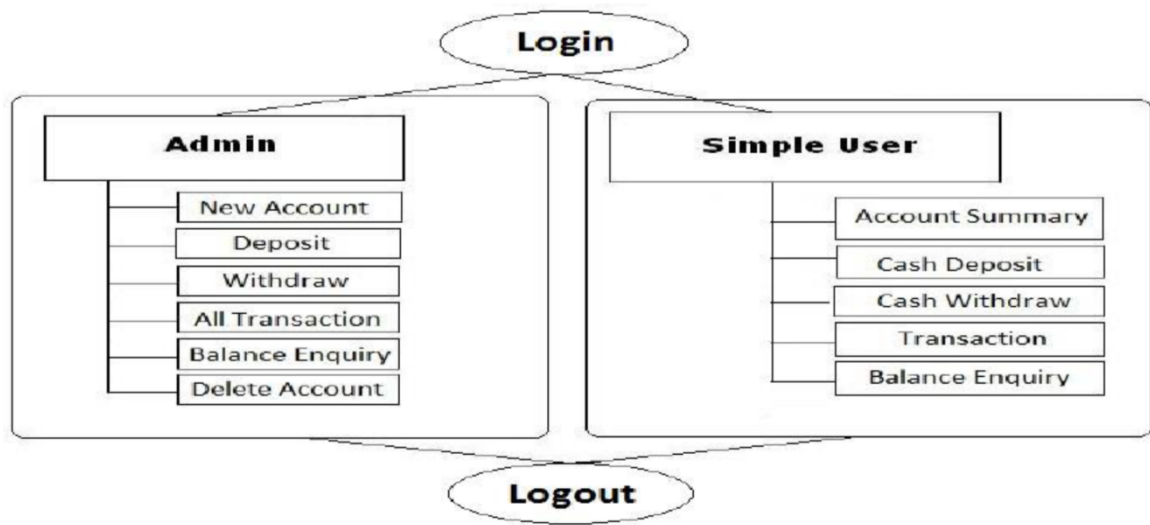 Login
Admin
New Account
Deposit
Withdraw
All Transaction
Balance Enquiry
Delete Account
Simple User
Account Summary
Cash Deposit
Cash Withdraw
Transaction
Balance Enquiry
Logout